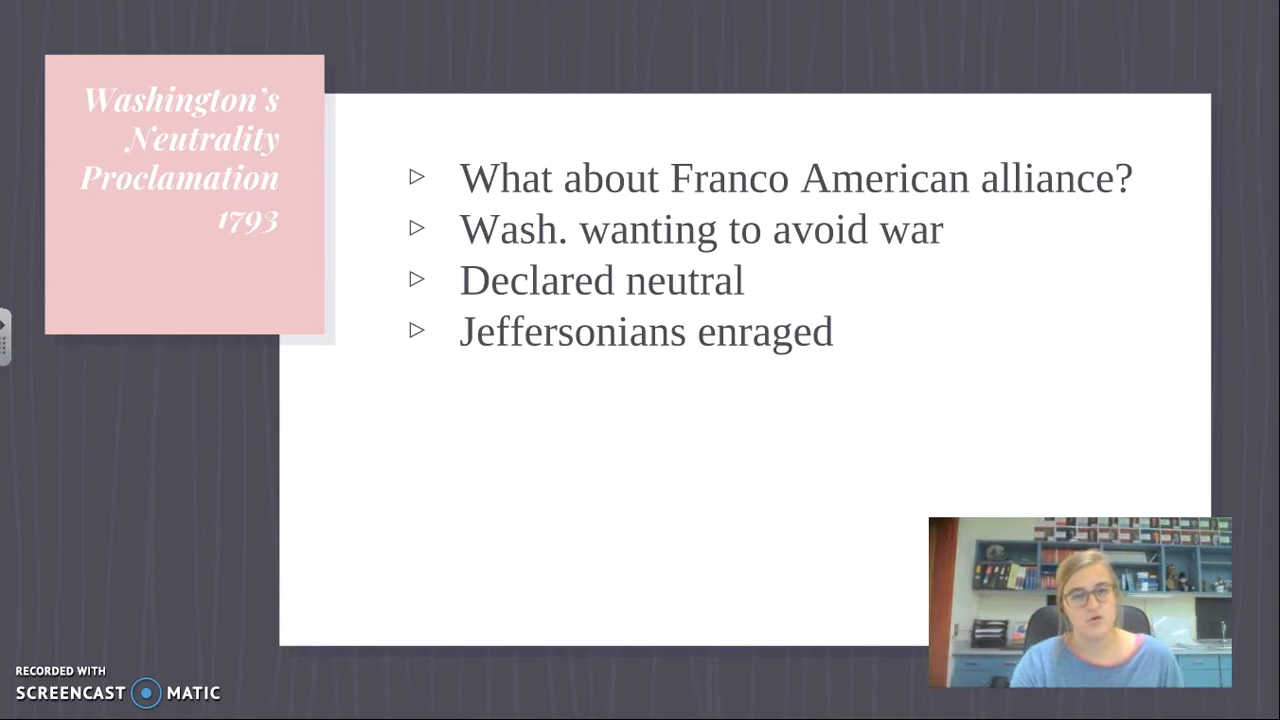 Washington’s
Neutrality
Proclamation
1793
▷ What about Franco American alliance?
▷ Wash. wanting to avoid war
▷ Declared neutral
▷ Jeffersonians enraged
RECORDED WITH
SCREENCAST MATIC